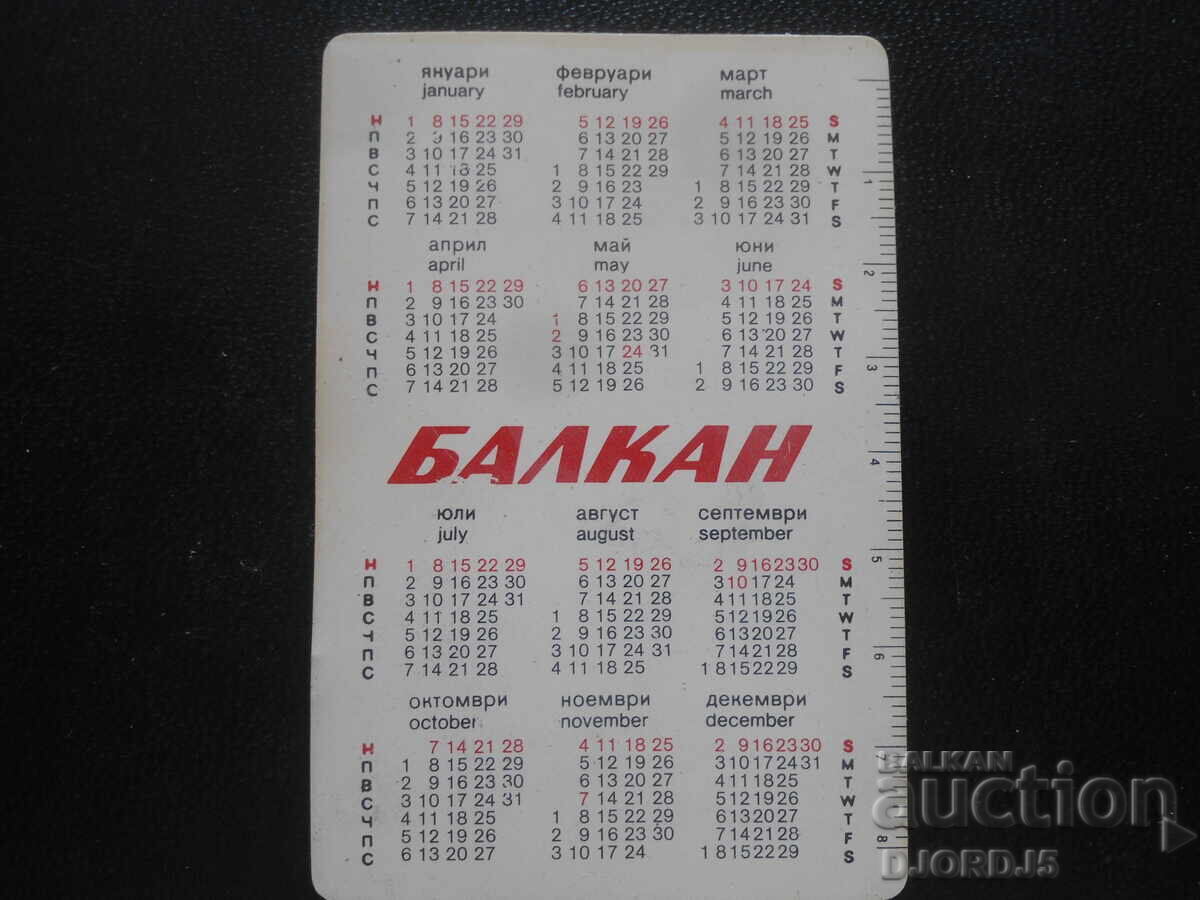 януари февруари март
january february march
Н 1 8 15 22 29 5 12 19 26 4 11 18 25 S
П 2 9 16 23 30 6 13 20 27 5 12 19 26 M
В 3 10 17 24 31 7 14 21 28 6 13 20 27 T
С 4 11 18 25 1 8 15 22 29 7 14 21 28 W
Ч 5 12 19 26 2 9 16 23 1 8 15 22 29 T
П 6 13 20 27 3 10 17 24 2 9 16 23 30 F
С 7 14 21 28 4 11 18 25 3 10 17 24 31 S
април май юни
april may june
Н 1 8 15 22 29 6 13 20 27 3 10 17 24 S
П 2 9 16 23 30 7 14 21 28 4 11 18 25 M
В 3 10 17 24 1 8 15 22 29 5 12 19 26 T
С 4 11 18 25 2 9 16 23 30 6 13 20 27 W
Ч 5 12 19 26 3 10 17 24 31 7 14 21 28 T
П 6 13 20 27 4 11 18 25 1 8 15 22 29 F
С 7 14 21 28 5 12 19 26 2 9 16 23 30 S
БАЛКАН
юли август септември
july august september
Н 1 8 15 22 29 5 12 19 26 2 9 16 23 30 S
П 2 9 16 23 30 6 13 20 27 3 10 17 24 M
В 3 10 17 24 31 7 14 21 28 4 11 18 25 T
С 4 11 18 25 1 8 15 22 29 5 12 19 26 W
Ч 5 12 19 26 2 9 16 23 30 6 13 20 27 T
П 6 13 20 27 3 10 17 24 31 7 14 21 28 F
С 7 14 21 28 4 11 18 25 1 8 15 22 29 S
октомври ноември декември
october november december
Н 7 14 21 28 4 11 18 25 2 9 16 23 30 S
П 1 8 15 22 29 5 12 19 26 3 10 17 24 31 M
В 2 9 16 23 30 6 13 20 27 4 11 18 25 T
С 3 10 17 24 31 7 14 21 28 5 12 19 26 W
Ч 4 11 18 25 1 8 15 22 29 6 13 20 27 T
П 5 12 19 26 2 9 16 23 30 7 14 21 28 F
С 6 13 20 27 3 10 17 24 1 8 15 22 29 S
1
2
3
4
5
6
8
BALKAN
auction
DJORDJ5